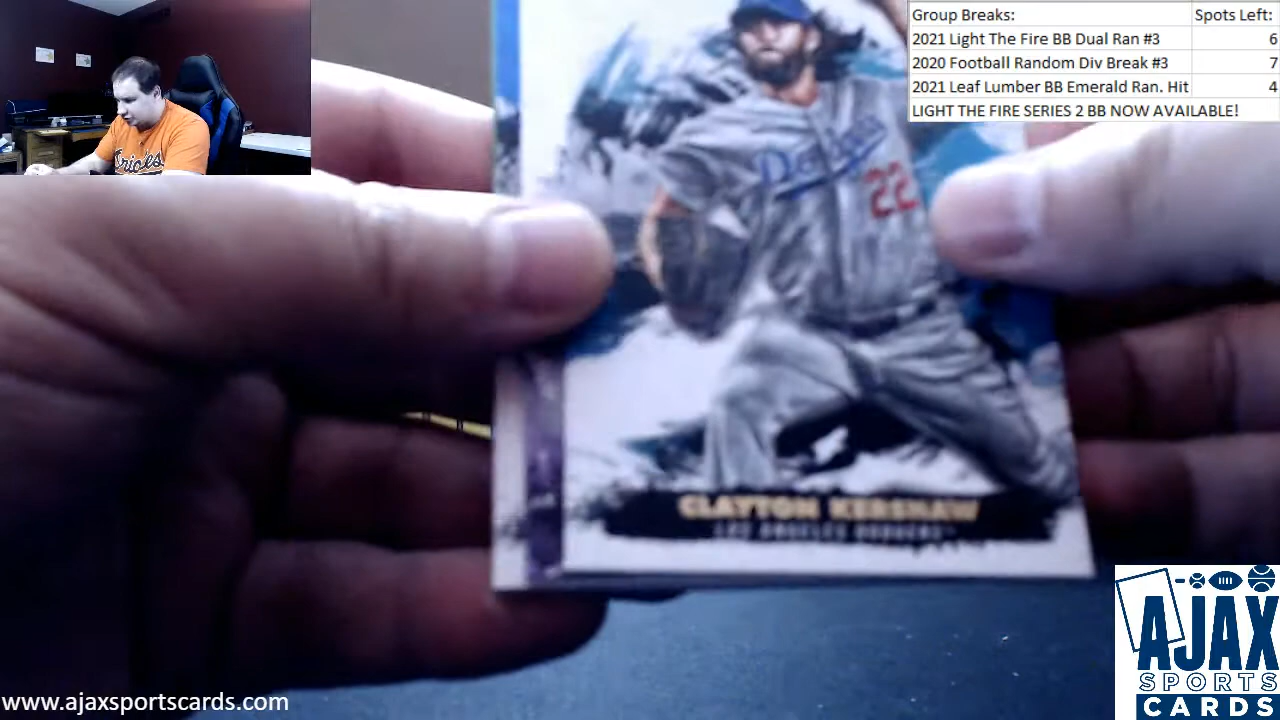 Group Breaks: Spots Left:
2021 Light The Fire BB Dual Ran #3 6
2020 Football Random Div Break #3 7
2021 Leaf Lumber BB Emerald Ran. Hit 4
LIGHT THE FIRE SERIES 2 BB NOW AVAILABLE!
Orioles
Dodgers
22
CLAYTON KERSHAW
LOS ANGELES DODGERS
www.ajaxsportscards.com
AJAX
SPORTS
CARDS